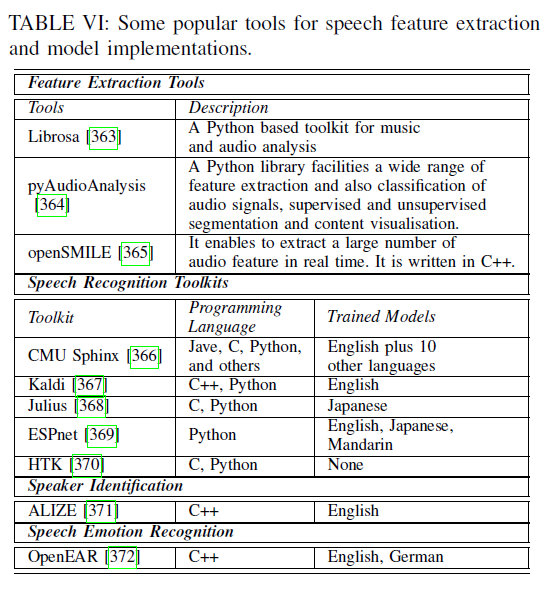 TABLE VI: Some popular tools for speech feature extraction
and model implementations.
Feature Extraction Tools
Tools Description
Librosa [363] A Python based toolkit for music
and audio analysis
pyAudioAnalysis
[364]
A Python library facilities a wide range of
feature extraction and also classification of
audio signals, supervised and unsupervised
segmentation and content visualisation.
openSMILE [365] It enables to extract a large number of
audio feature in real time. It is written in C++.
Speech Recognition Toolkits
Toolkit Programming
Language Trained Models
CMU Sphinx [366] Jave, C, Python,
and others
English plus 10
other languages
Kaldi [367] C++, Python English
Julius [368] C, Python Japanese
ESPnet [369] Python English, Japanese,
Mandarin
HTK [370] C, Python None
Speaker Identification
ALIZE [371] C++ English
Speech Emotion Recognition
OpenEAR [372] C++ English, German